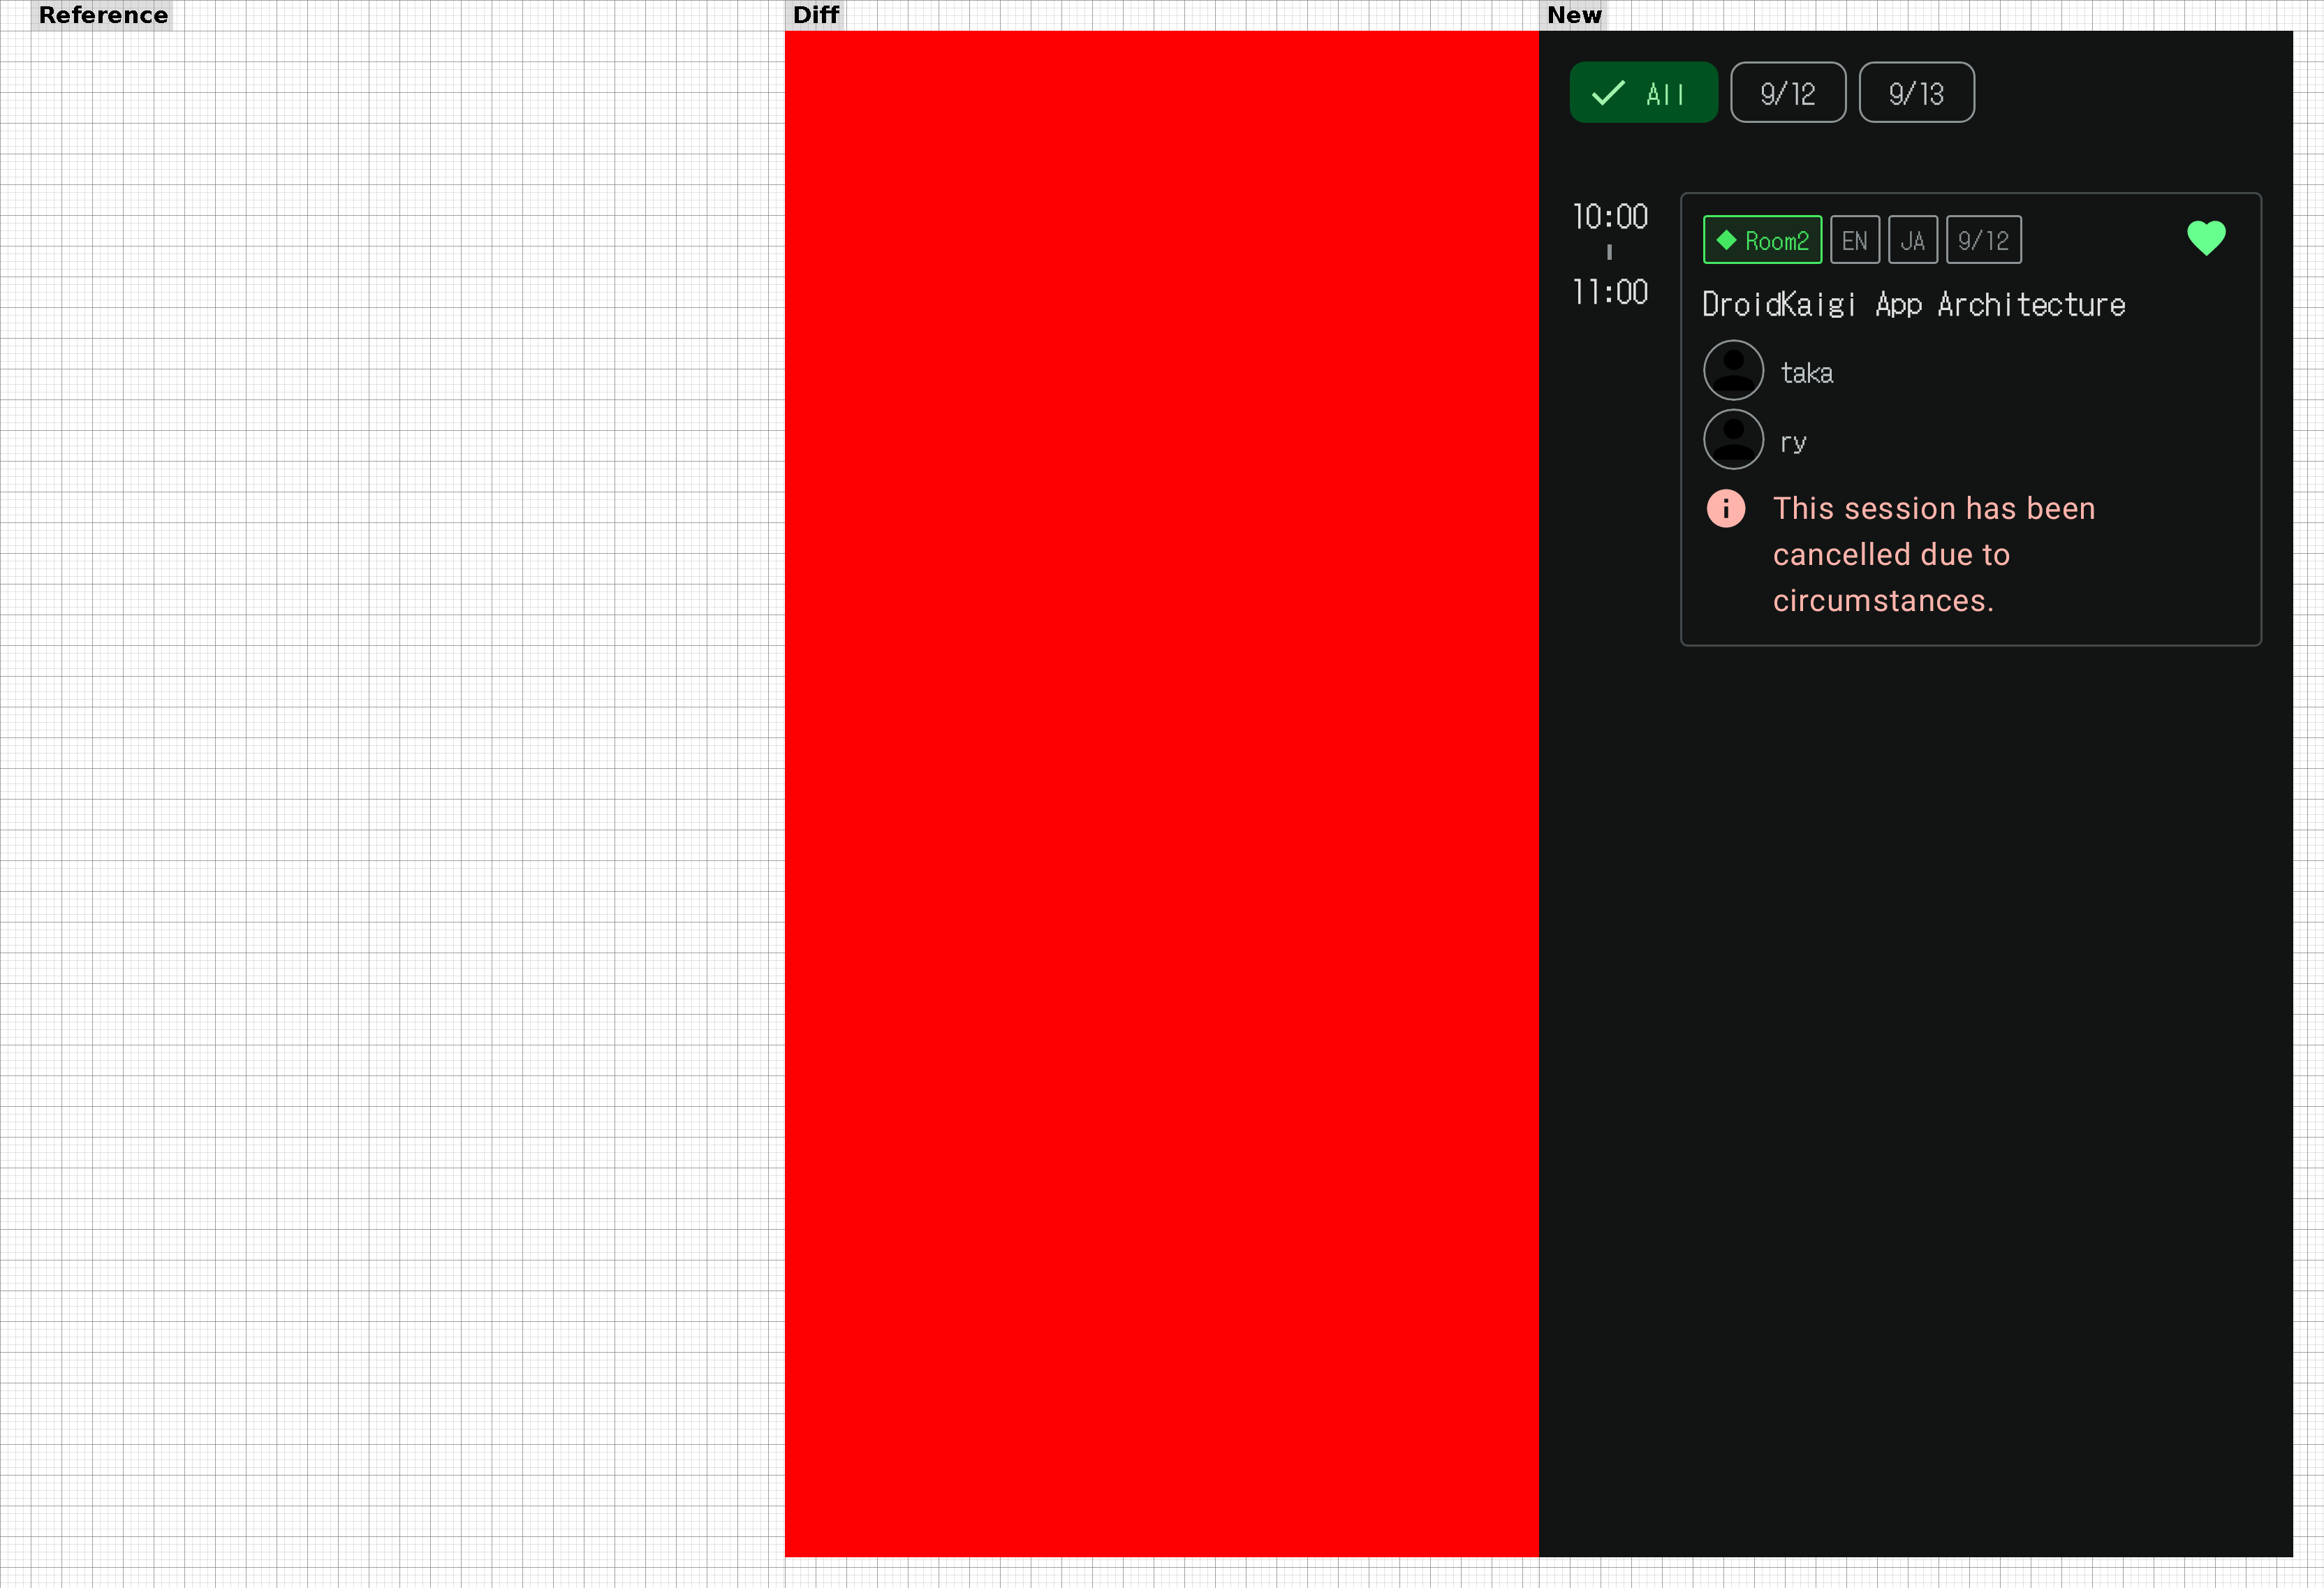 Reference
Diff
New
All
9/12
9/13
10:00
11:00
Room2
EN
JA
9/12
DroidKaigi App Architecture
taka
ry
This session has been
cancelled due to
circumstances.